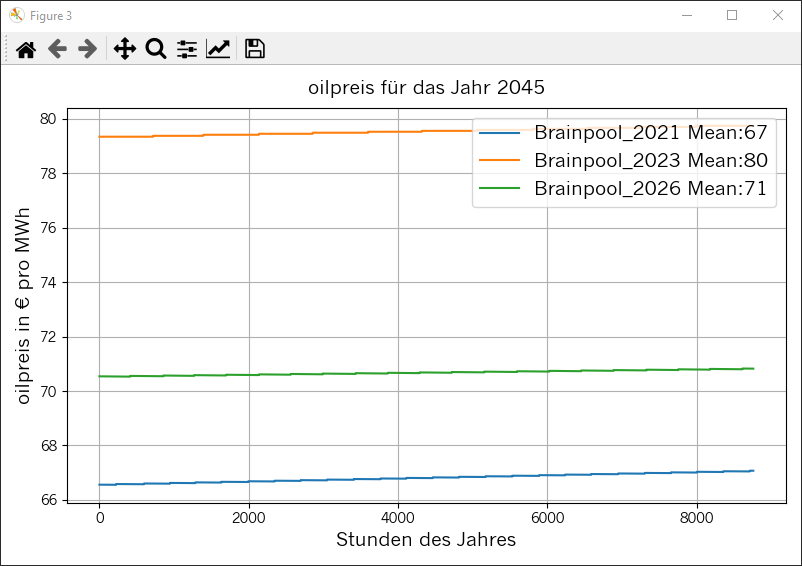 Figure 3
oilpreis für das Jahr 2045
80
78
76
74
72
70
68
66
oilpreis in € pro MWh
Brainpool_2021 Mean:67
Brainpool_2023 Mean:80
Brainpool_2026 Mean:71
0
2000
4000
6000
8000
Stunden des Jahres